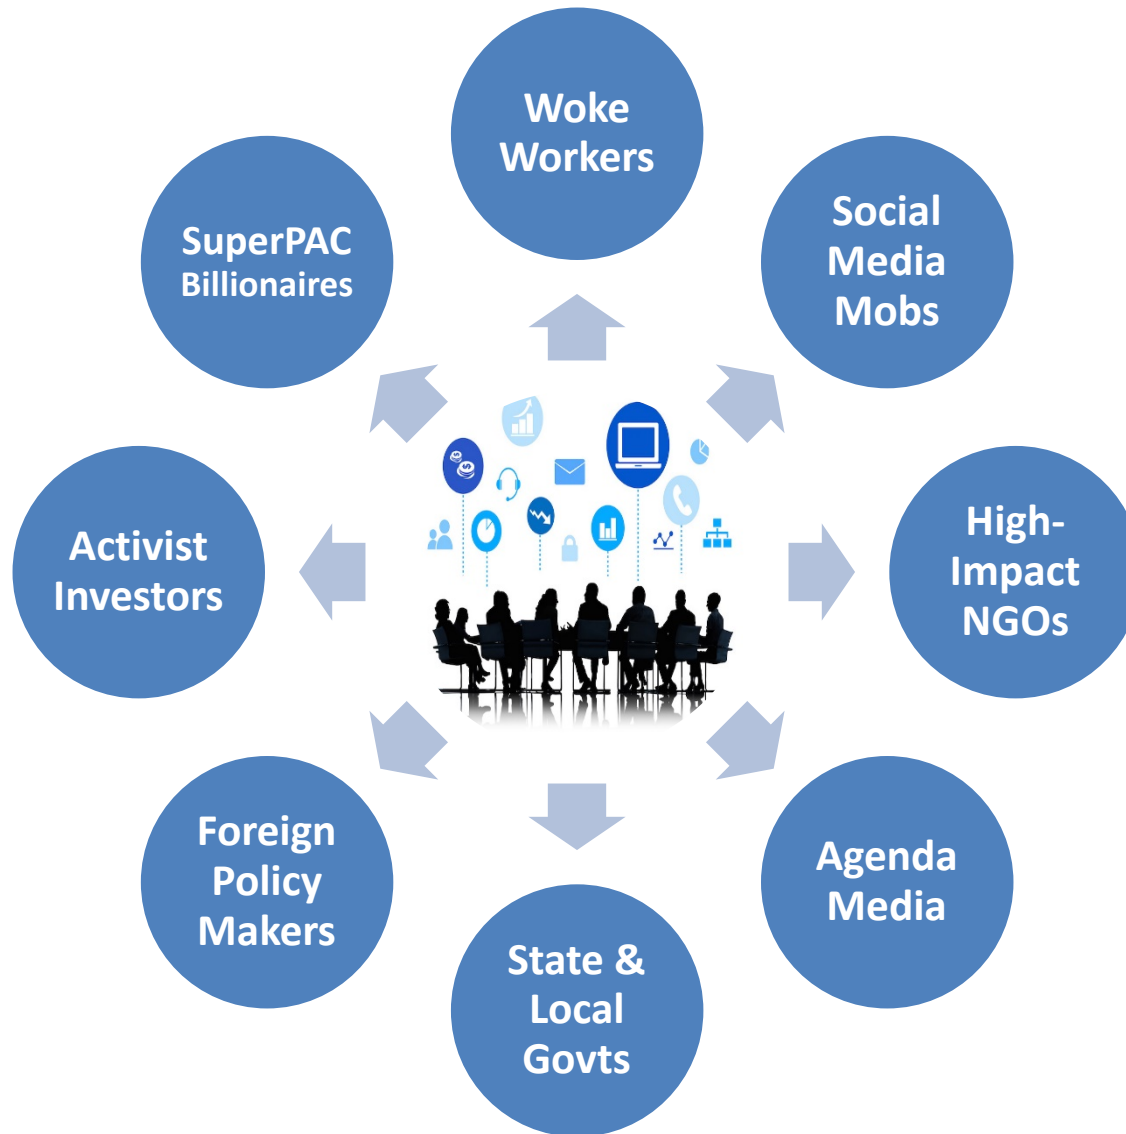 Woke
Workers
Social
Media
Mobs
High-
Impact
NGOs
Agenda
Media
State &
Local
Govts
Foreign
Policy
Makers
Activist
Investors
SuperPAC
Billionaires